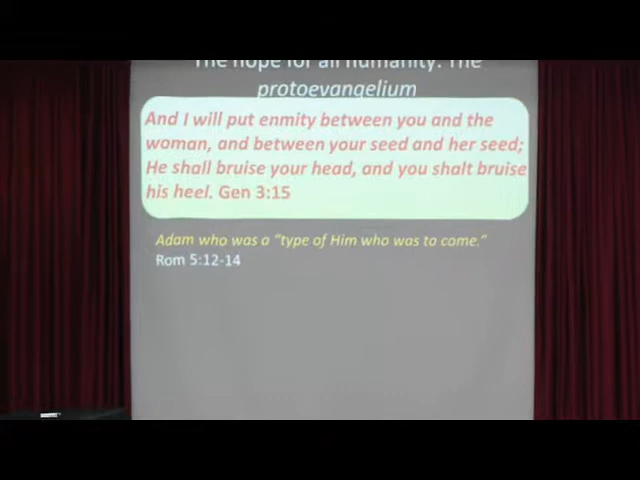 The hope for all humanity. The
protoevangelium
And I will put enmity between you and the
woman, and between your seed and her seed;
He shall bruise your head, and you shalt bruise
his heel. Gen 3:15
Adam who was a "type of Him who was to come."
Rom 5:12-14